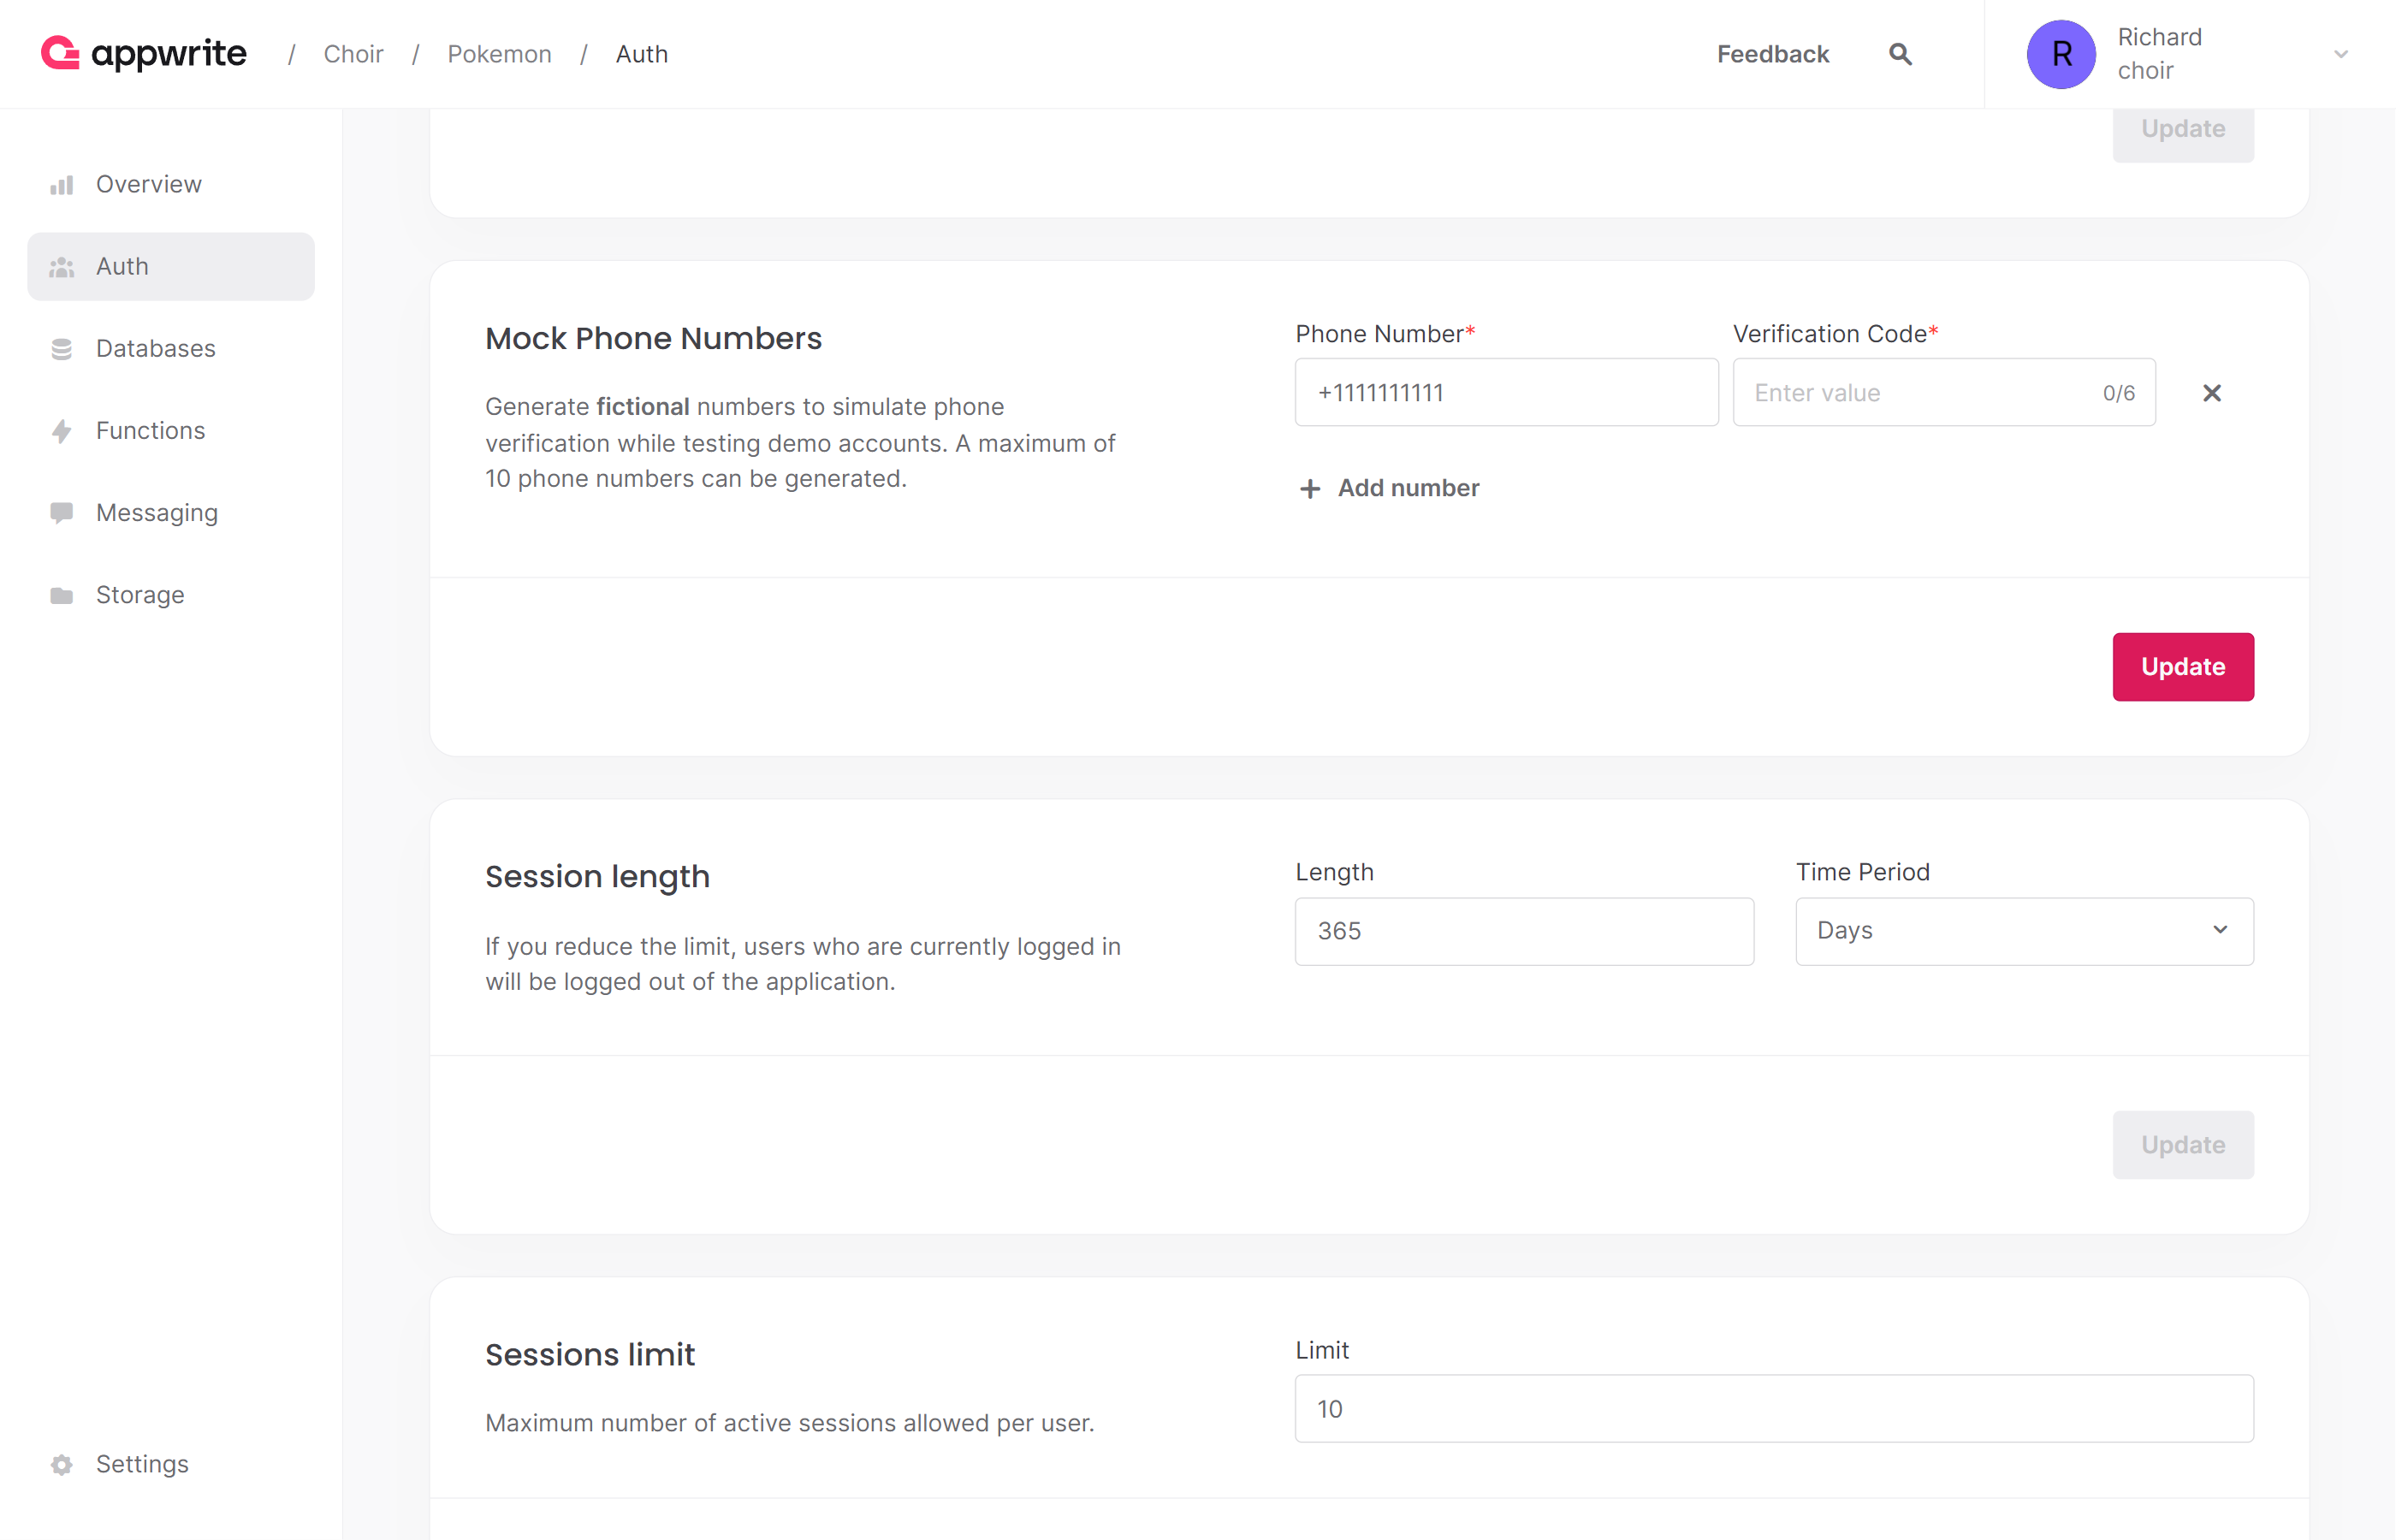 appwrite / Choir / Pokemon / Auth
Feedback
R
Richard
choir
Overview
Auth
Databases
Functions
Messaging
Storage
Settings
Update
Mock Phone Numbers
Generate fictional numbers to simulate phone
verification while testing demo accounts. A maximum of
10 phone numbers can be generated.
Phone Number*
Verification Code*
+1111111111
Enter value
0/6
Add number
Update
Session length
If you reduce the limit, users who are currently logged in
will be logged out of the application.
Length
Time Period
365
Days
Update
Sessions limit
Maximum number of active sessions allowed per user.
Limit
10